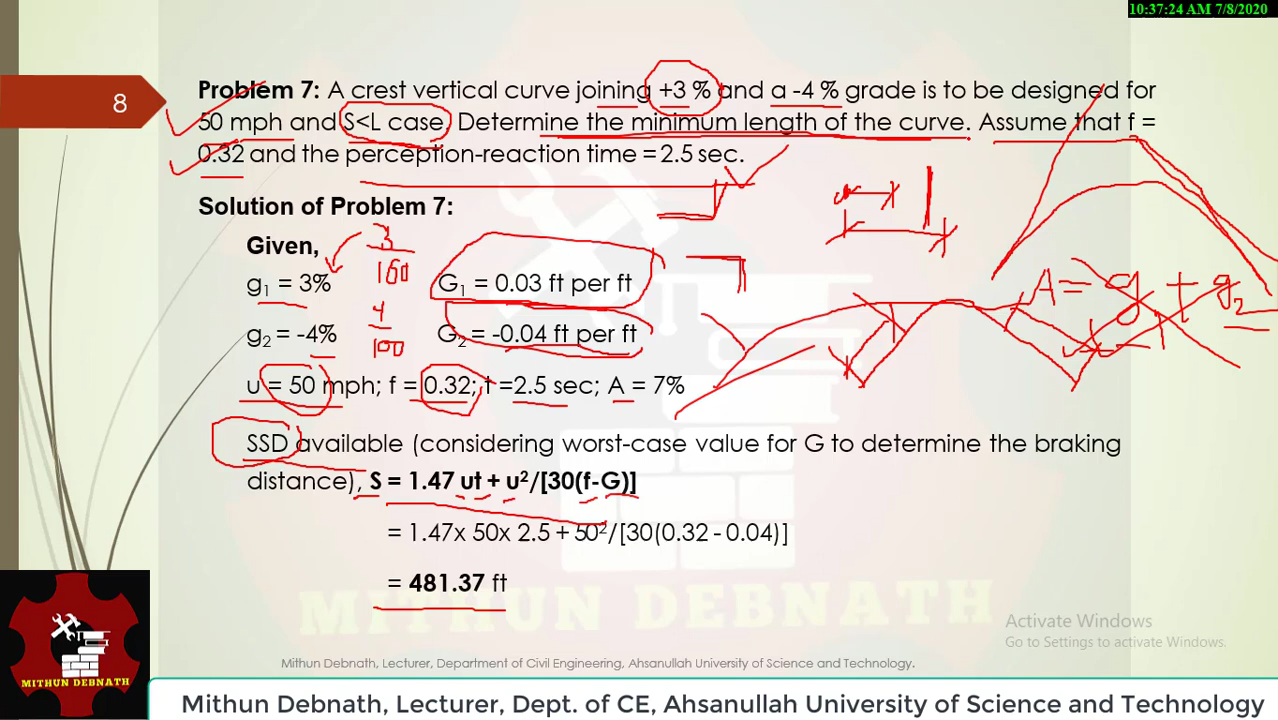 10:37:24 AM 7/8/2020
8
Problem 7: A crest vertical curve joining +3 % and a -4 % grade is to be designed for
50 mph and S<L case. Determine the minimum length of the curve. Assume that f =
0.32 and the perception-reaction time = 2.5 sec.
Solution of Problem 7:
Given,
3
160
g₁ = 3%
G₁ = 0.03 ft per ft
4
100
g₂ = -4%
G₂ = -0.04 ft per ft
A = g + g₂
u = 50 mph; f = 0.32; t =2.5 sec; A = 7%
SSD available (considering worst-case value for G to determine the braking
distance), S = 1.47 ut + u²/[30(f-G)]
= 1.47x 50x 2.5 + 50²/[30(0.32 - 0.04)]
= 481.37 ft
MITHUN DEBNATH
Activate Windows
Go to Settings to activate Windows.
MITHUN DEBNATH
Mithun Debnath, Lecturer, Department of Civil Engineering, Ahsanullah University of Science and Technology.
Mithun Debnath, Lecturer, Dept. of CE, Ahsanullah University of Science and Technology